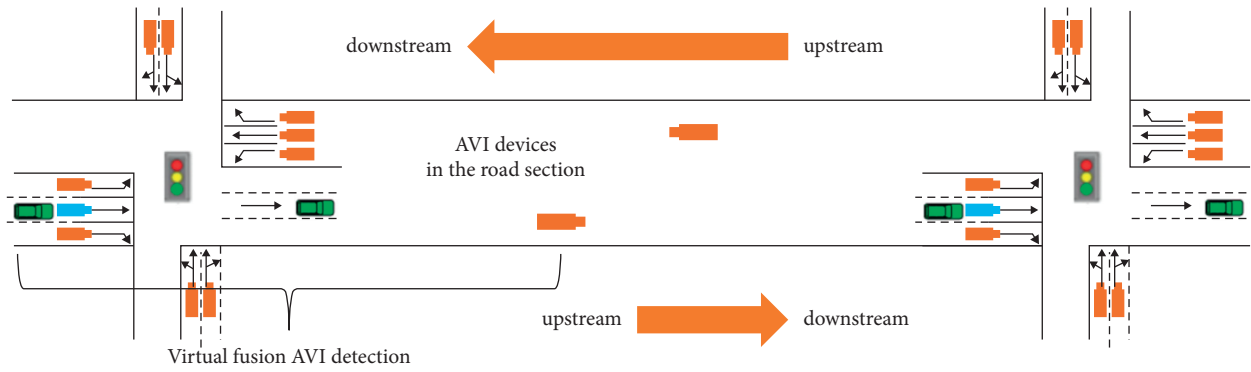 downstream
upstream
AVI devices
in the road section
upstream
downstream
Virtual fusion AVI detection